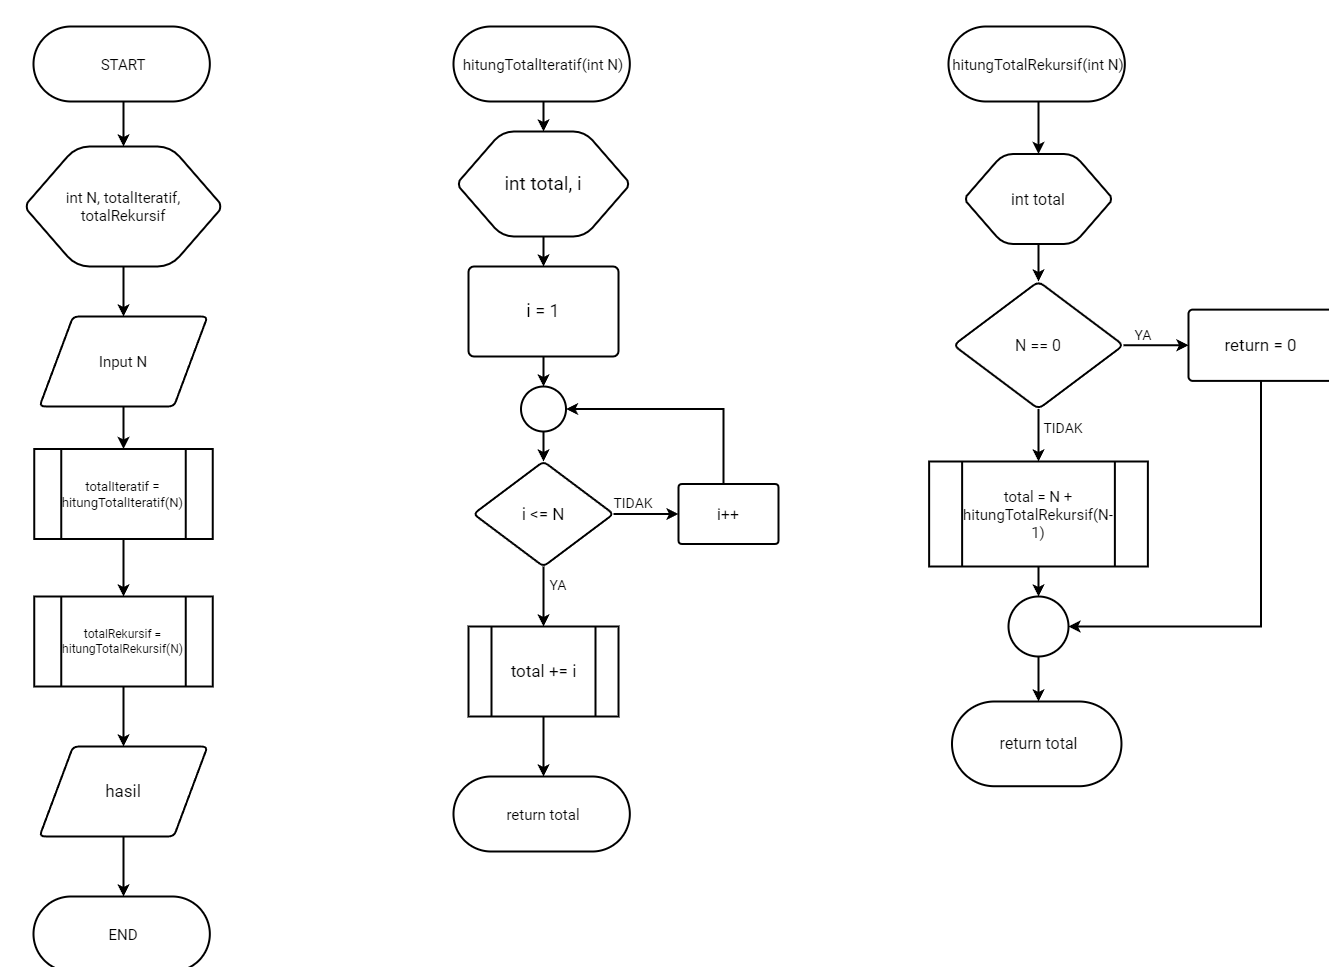 START
int N, totalIteratif,
totalRekursif
Input N
totalIteratif =
hitungTotalIteratif(N)
totalRekursif =
hitungTotalRekursif(N)
hasil
END
hitungTotalIteratif(int N)
int total, i
i = 1
i <= N
TIDAK
i++
YA
total += i
return total
hitungTotalRekursif(int N)
int total
N == 0
YA
return = 0
TIDAK
total = N +
hitungTotalRekursif(N-
1)
return total